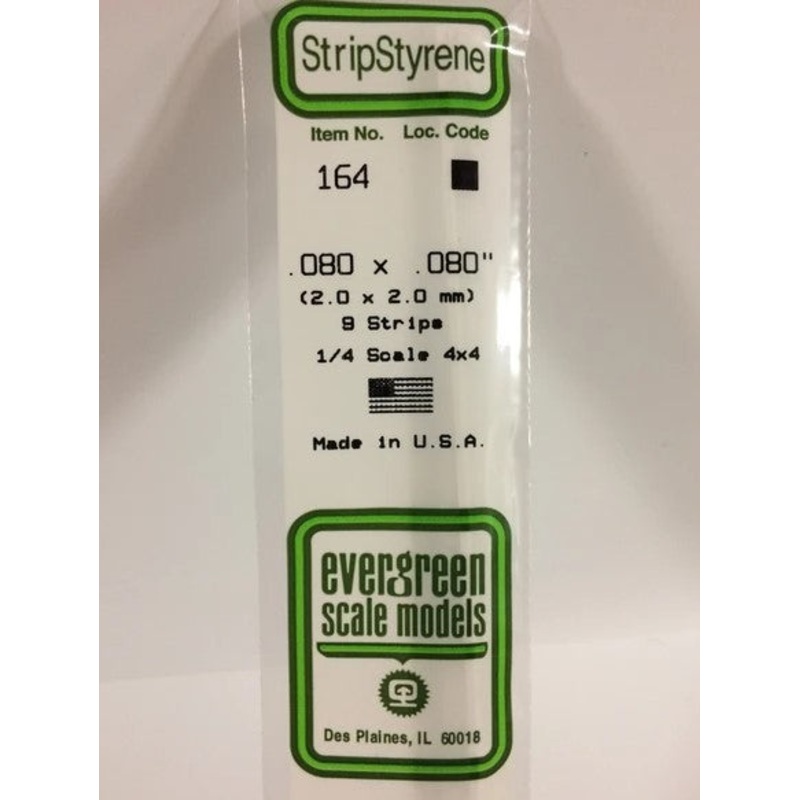 StripStyrene
Item No. Loc. Code
164
.080 x .080"
(2.0 x 2.0 mm)
9 Strips
1/4 Scale 4x4
Made in U.S.A.
evergreen
scale models
Des Plaines, IL 60018